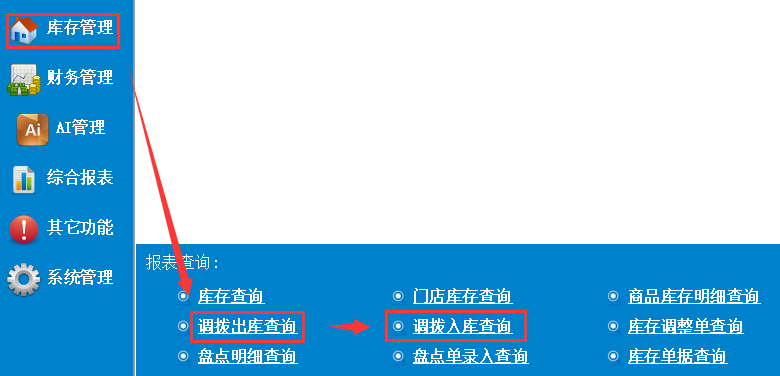 库存管理
财务管理
Ai
AI管理
综合报表
其它功能
系统管理
报表查询:
库存查询 门店库存查询 商品库存明细查询
调拨出库查询 调拨入库查询 库存调整单查询
盘点明细查询 盘点单录入查询 库存单据查询